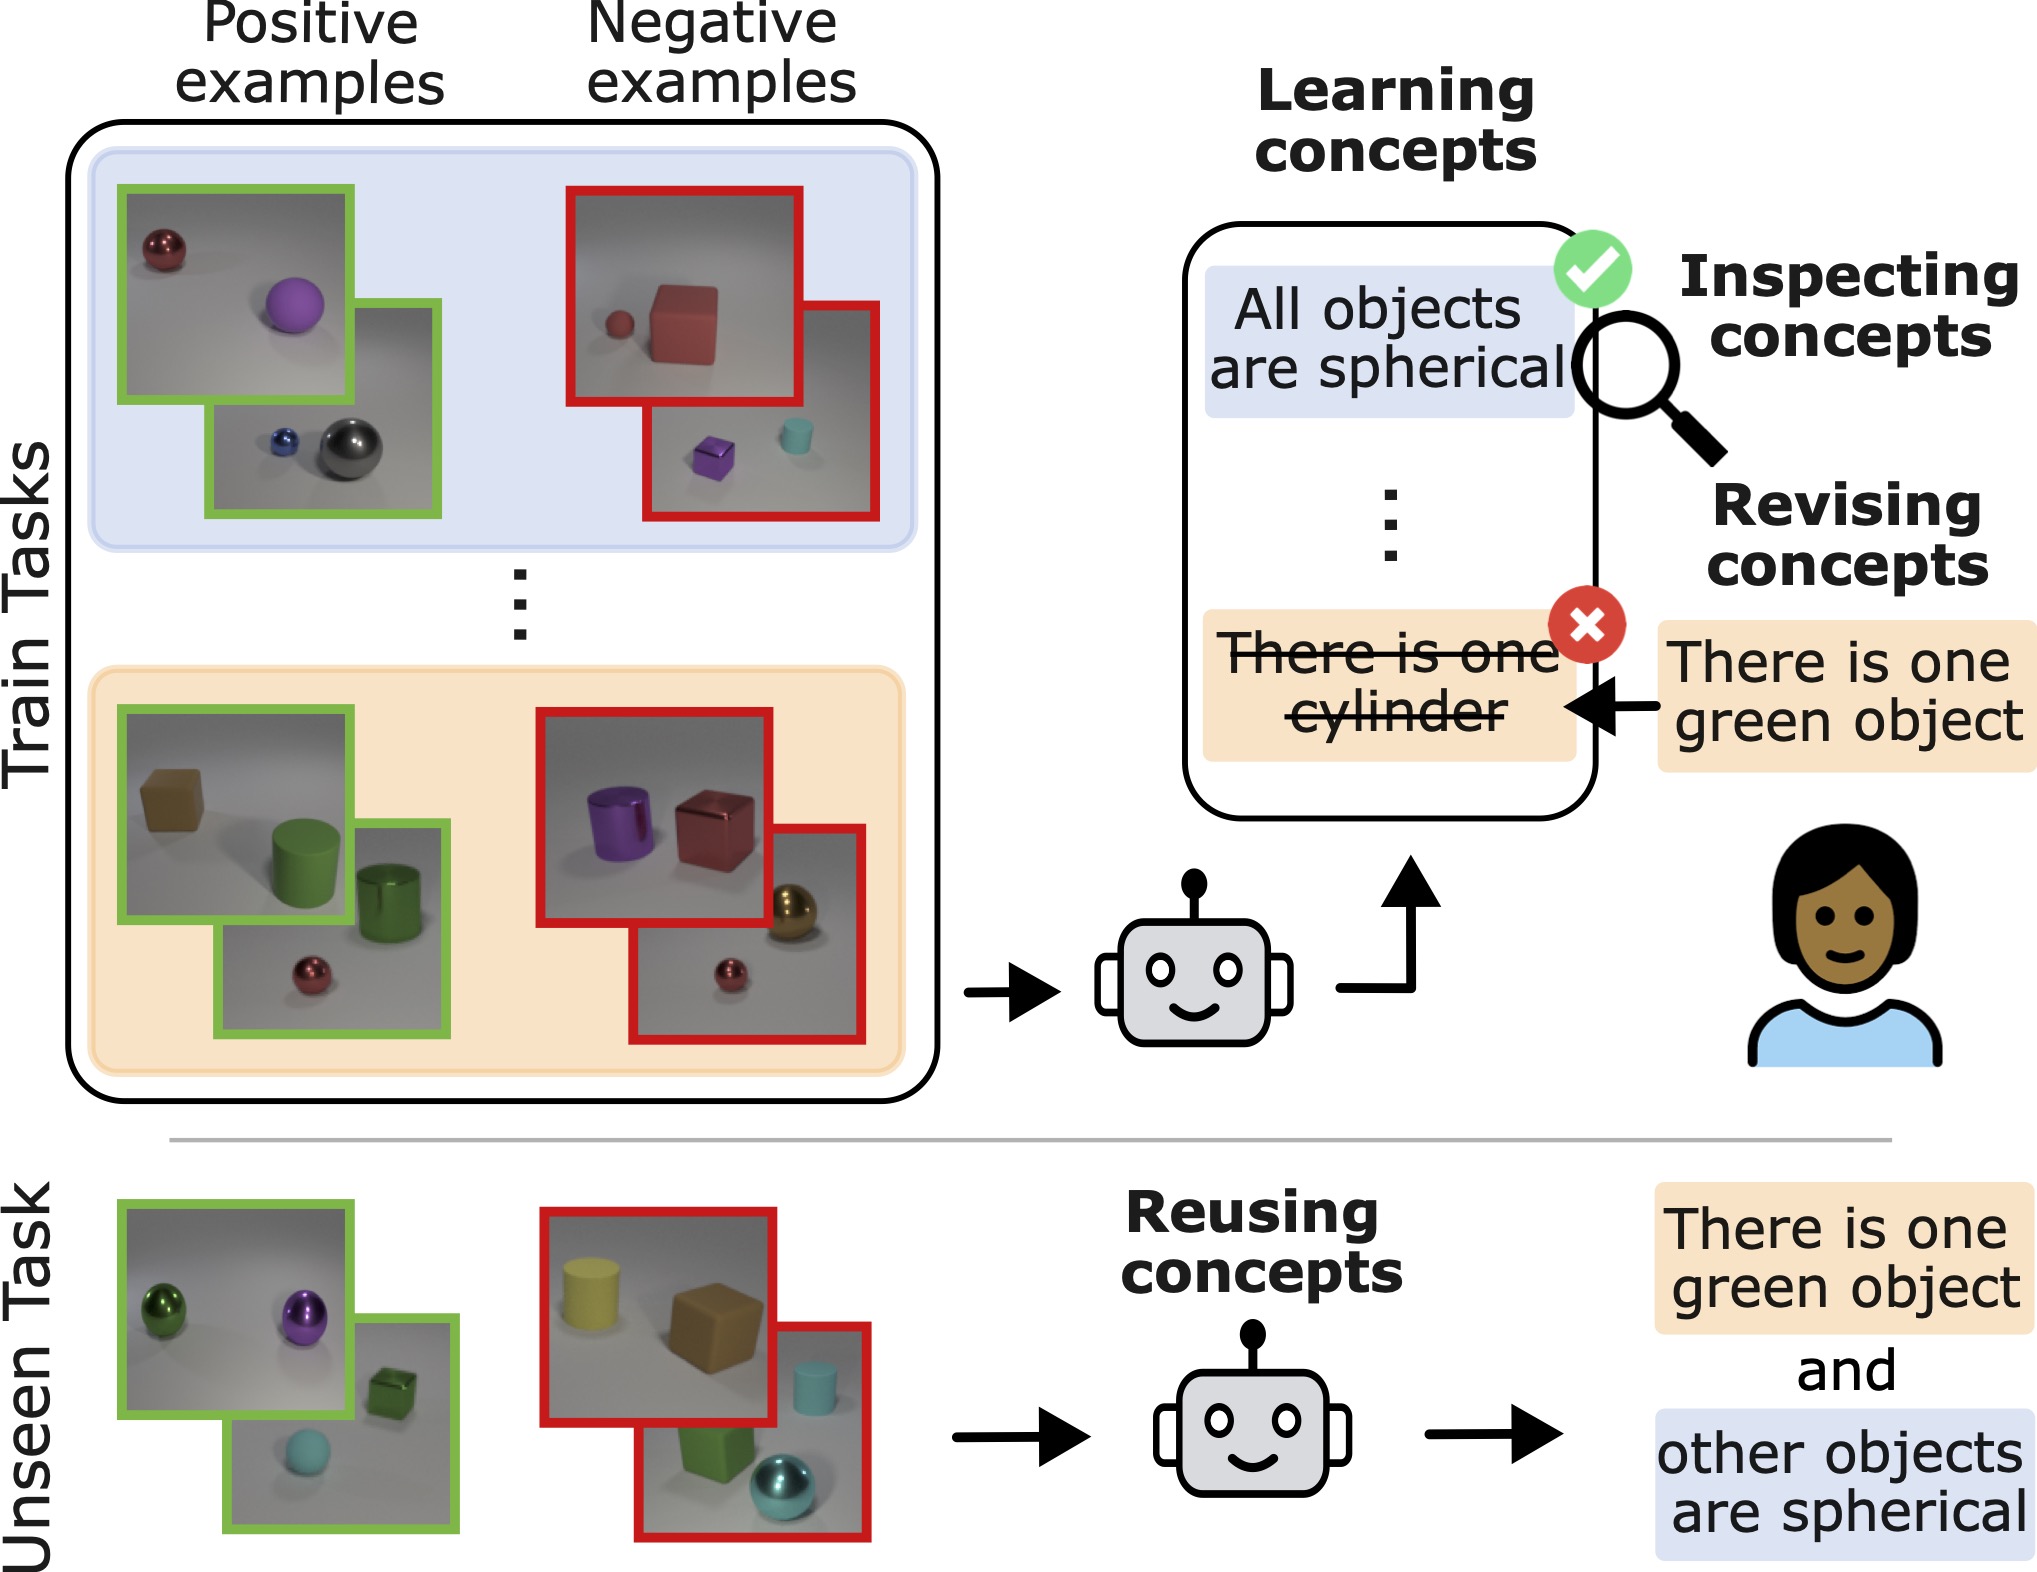 Positive
examples
Negative
examples
Train Tasks
Learning
concepts
All objects
are spherical
Inspecting
concepts
Revising
concepts
There is one
cylinder
There is one
green object
Unseen Task
Reusing
concepts
There is one
green object
and
other objects
are spherical